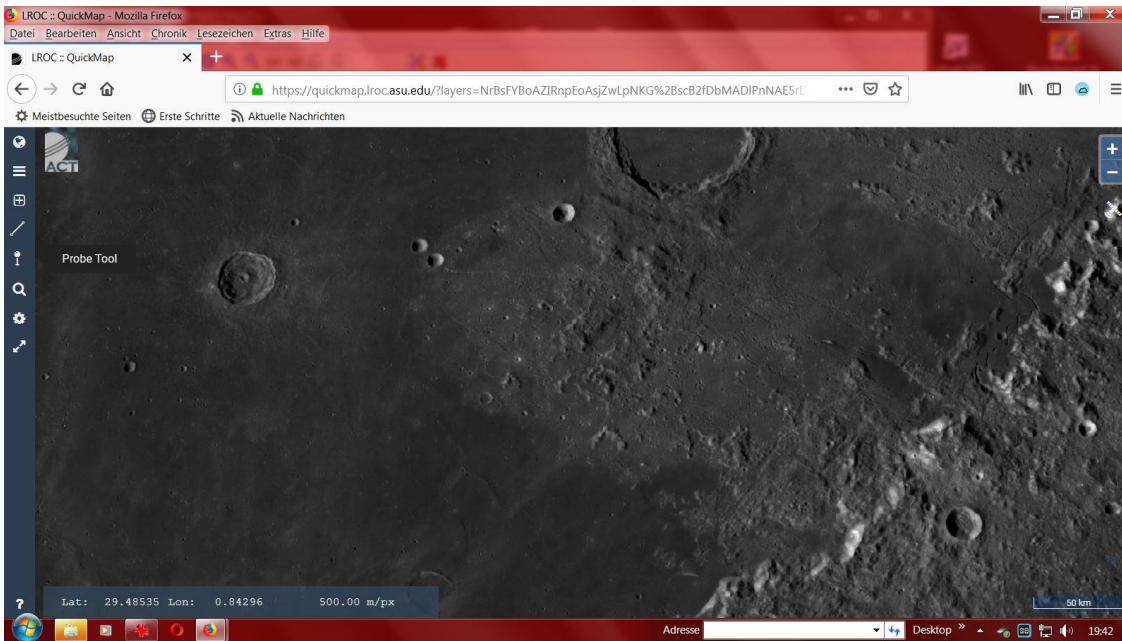 LROC :: QuickMap - Mozilla Firefox
Datei Bearbeiten Ansicht Chronik Lesezeichen Extras Hilfe
LROC :: QuickMap
https://quickmap.lroc.asu.edu/?layers=NrBsFYBoAZIRnpEoAsjZwLpNKG%2BscB2fDbMADlPnNAE5rD
Meistbesuchte Seiten Erste Schritte Aktuelle Nachrichten
ACT
Probe Tool
Lat: 29.48535 Lon: 0.84296 500.00 m/px
50 km
Adresse
Desktop
19:42